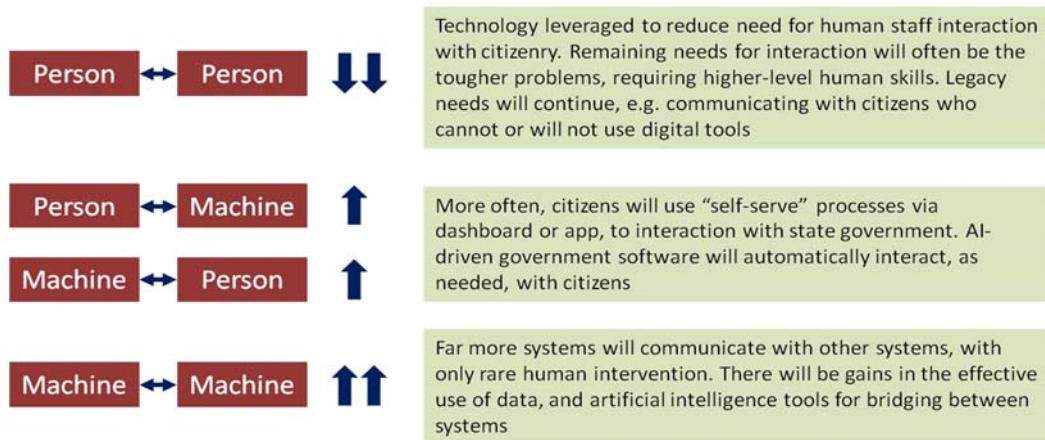 Person Person
Technology leveraged to reduce need for human staff interaction
with citizenry. Remaining needs for interaction will often be the
tougher problems, requiring higher-level human skills. Legacy
needs will continue, e.g. communicating with citizens who
cannot or will not use digital tools
Person Machine
Machine Person
More often, citizens will use “self-serve” processes via
dashboard or app, to interaction with state government. AI-
driven government software will automatically interact, as
needed, with citizens
Machine Machine
Far more systems will communicate with other systems, with
only rare human intervention. There will be gains in the effective
use of data, and artificial intelligence tools for bridging between
systems